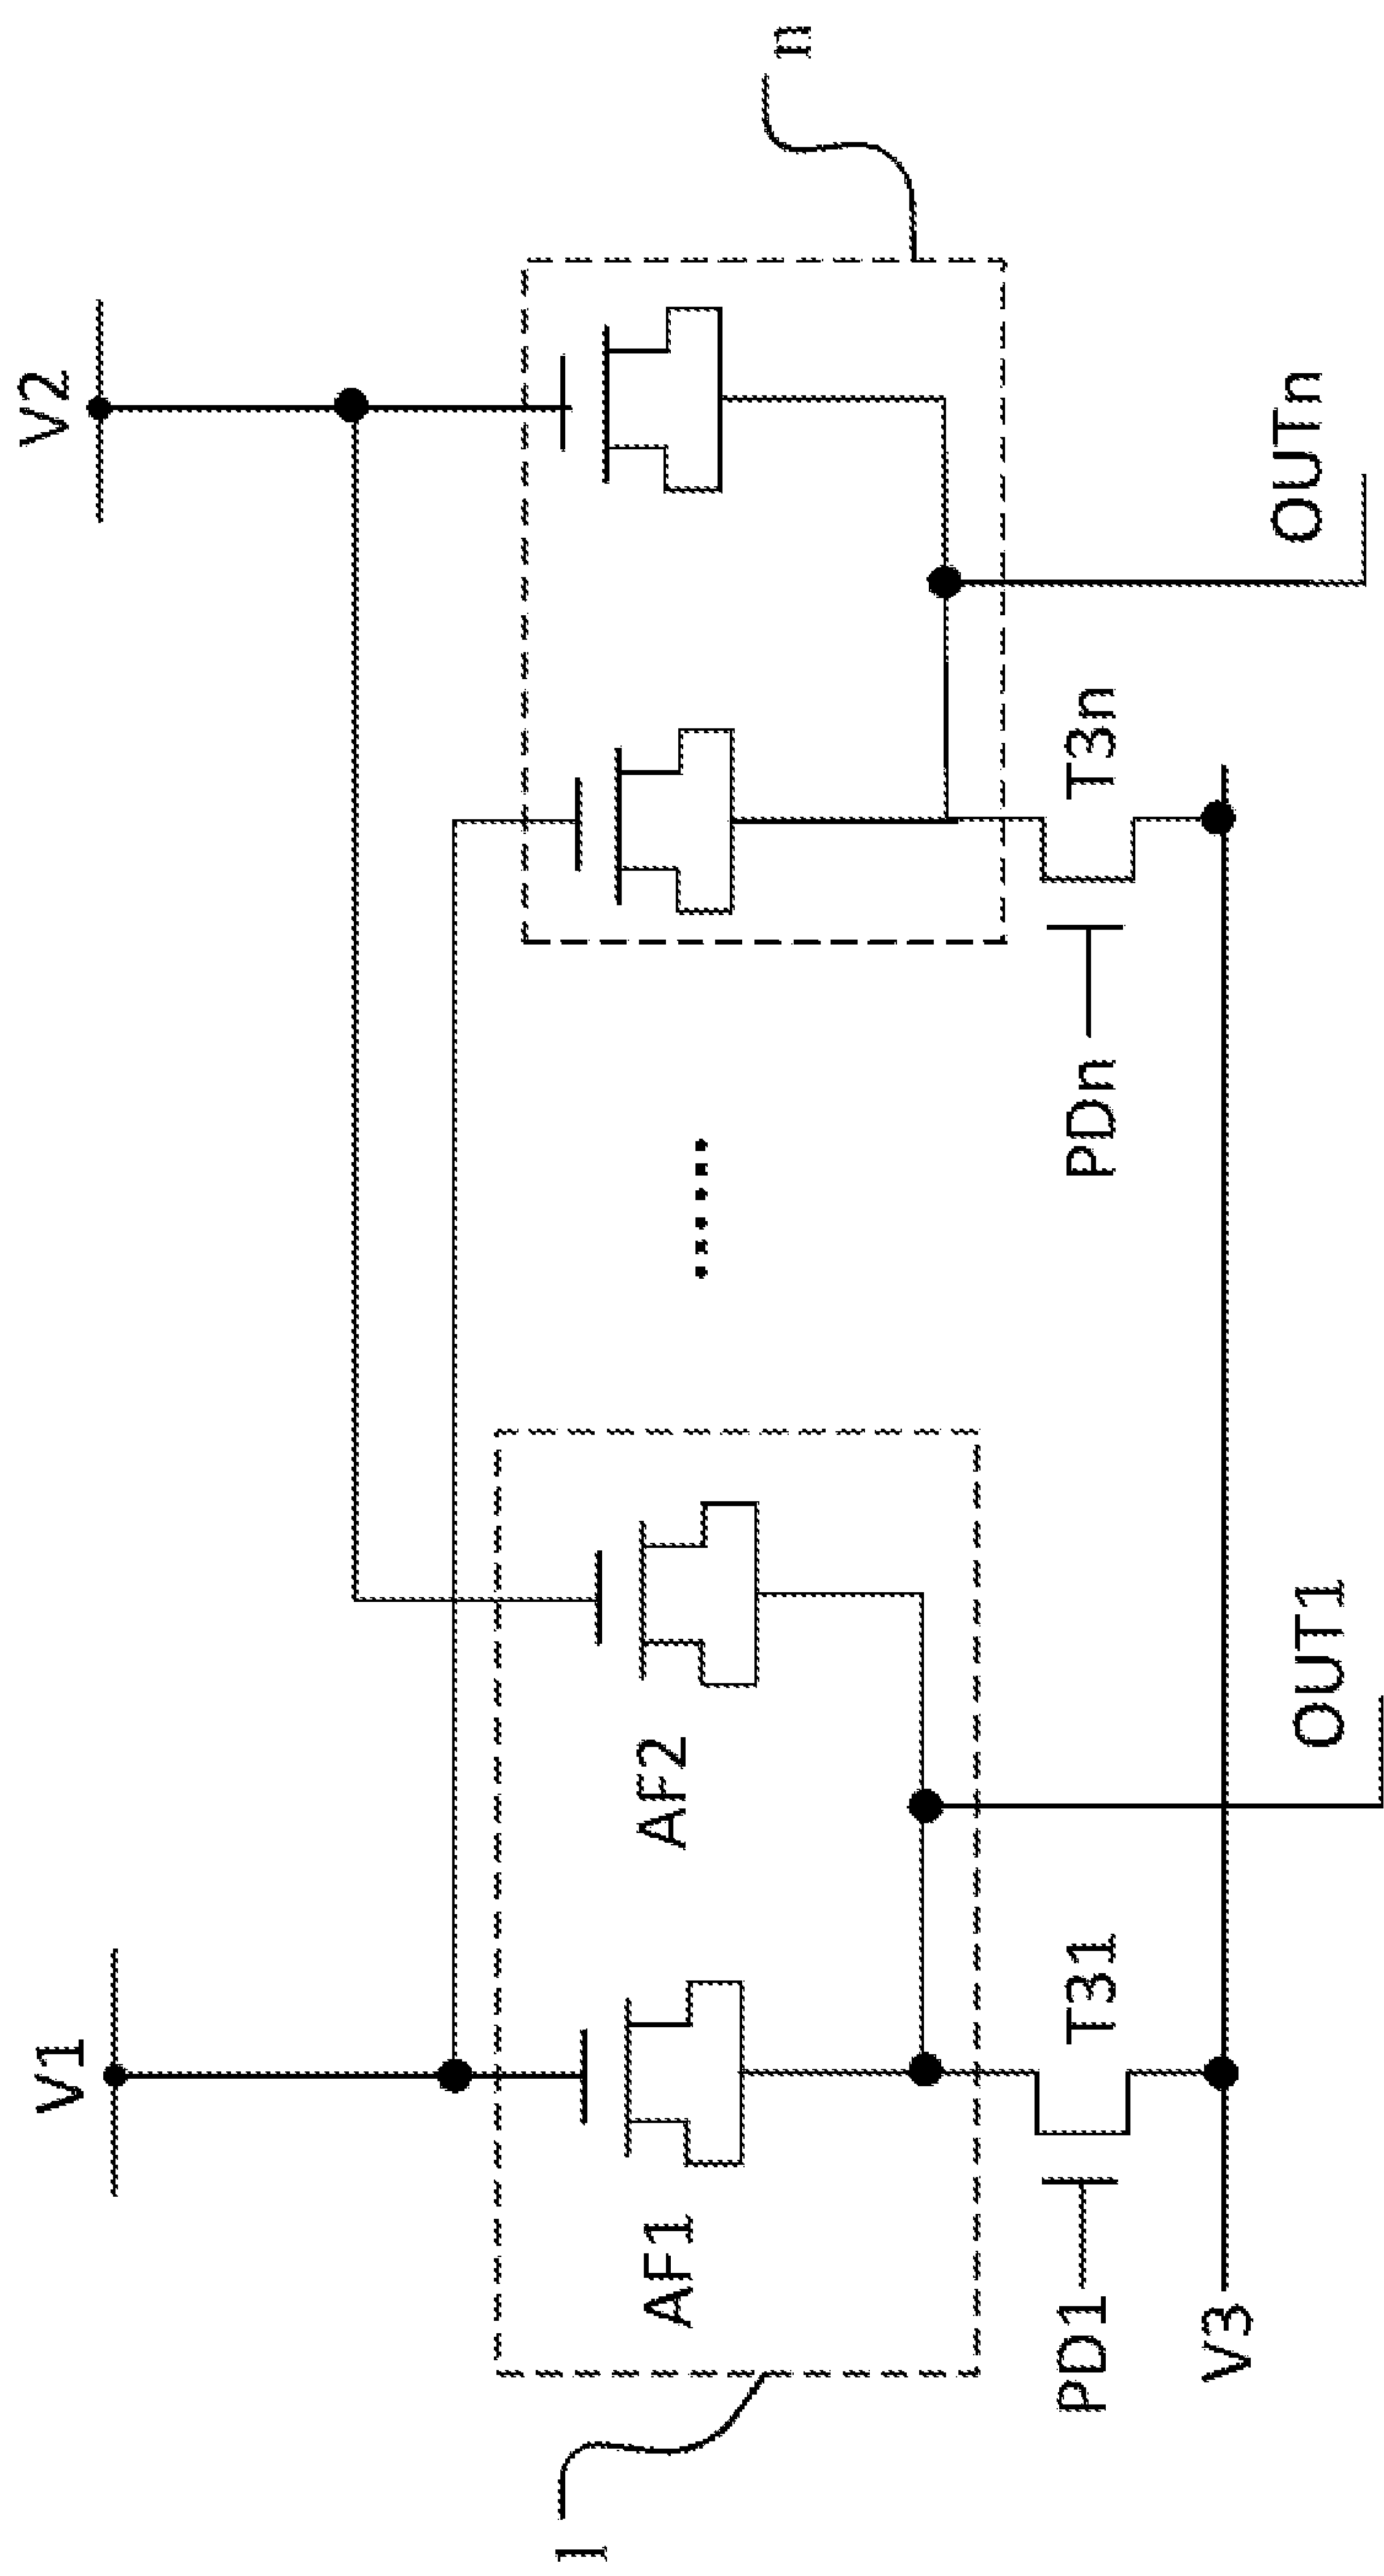 V1
V2
AF1
AF2
......
1
n
PD1
T31
PDn
T3n
V3
OUT1
OUTn